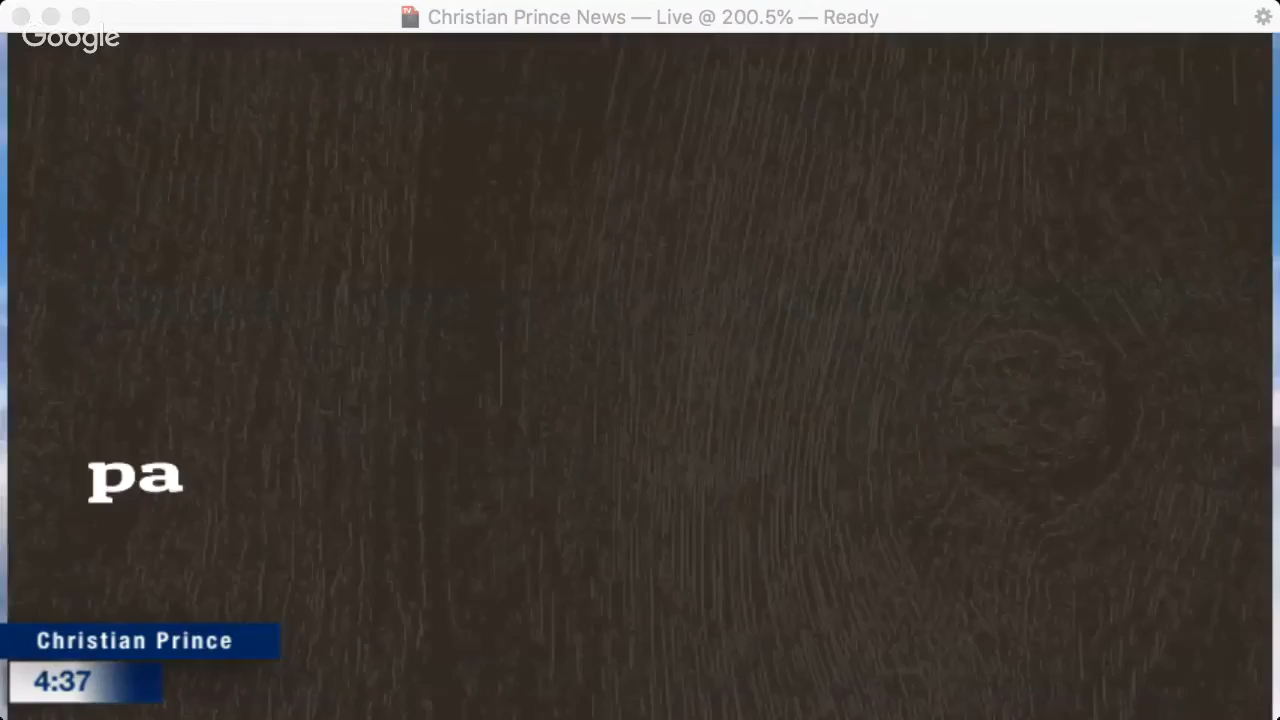 Christian Prince News — Live @ 200.5% — Ready
Google
pa
Christian Prince
4:37